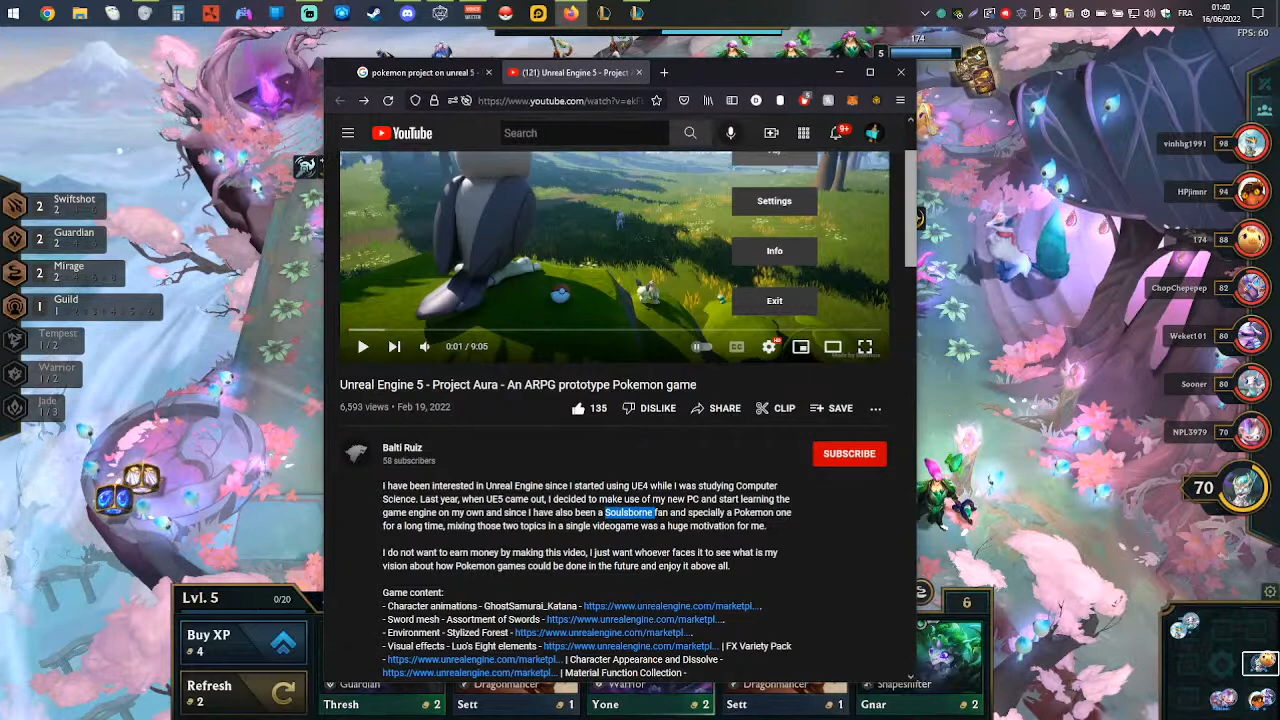 FRA
01:40
16/06/2022
FPS: 60
174
5
pokemon project on unreal 5 -
(121) Unreal Engine 5 - Project
https://www.youtube.com/watch?v=ekF
5
YouTube
Search
9+
Settings
Info
Exit
0:01 / 9:05
Unreal Engine 5 - Project Aura - An ARPG prototype Pokemon game
6,593 views • Feb 19, 2022
135
DISLIKE
SHARE
CLIP
SAVE
Balti Ruiz
58 subscribers
SUBSCRIBE
I have been interested in Unreal Engine since I started using UE4 while I was studying Computer
Science. Last year, when UE5 came out, I decided to make use of my new PC and start learning the
game engine on my own and since I have also been a Soulsborne fan and specially a Pokemon one
for a long time, mixing those two topics in a single videogame was a huge motivation for me.
I do not want to earn money by making this video, I just want whoever faces it to see what is my
vision about how Pokemon games could be done in the future and enjoy it above all.
Game content:
- Character animations - GhostSamurai_Katana - https://www.unrealengine.com/marketpl...
- Sword mesh - Assortment of Swords - https://www.unrealengine.com/marketpl...
- Environment - Stylized Forest - https://www.unrealengine.com/marketpl...
- Visual effects - Luo's Eight elements - https://www.unrealengine.com/marketpl... | FX Variety Pack
- https://www.unrealengine.com/marketpl... | Character Appearance and Dissolve -
https://www.unrealengine.com/marketpl... | Material Function Collection -
2 Swiftshot
2 Guardian
2 Mirage
2 4 6 8
1 Guild
1 2 3 4 5 6
Tempest
1 / 2
Warrior
1 / 2
Jade
1 / 3
vinhhg1991 98
HPJimnr 94
174 88
ChopChepepep 82
Weket101 80
Sooner 80
NPL3979 70
70
Lvl. 5
0/20
Buy XP
4
Refresh
2
6
Guardian
Thresh 2
Dragonmancer
Sett 1
Warrior
Yone 2
Dragonmancer
Sett 1
Shapeshifter
Gnar 2